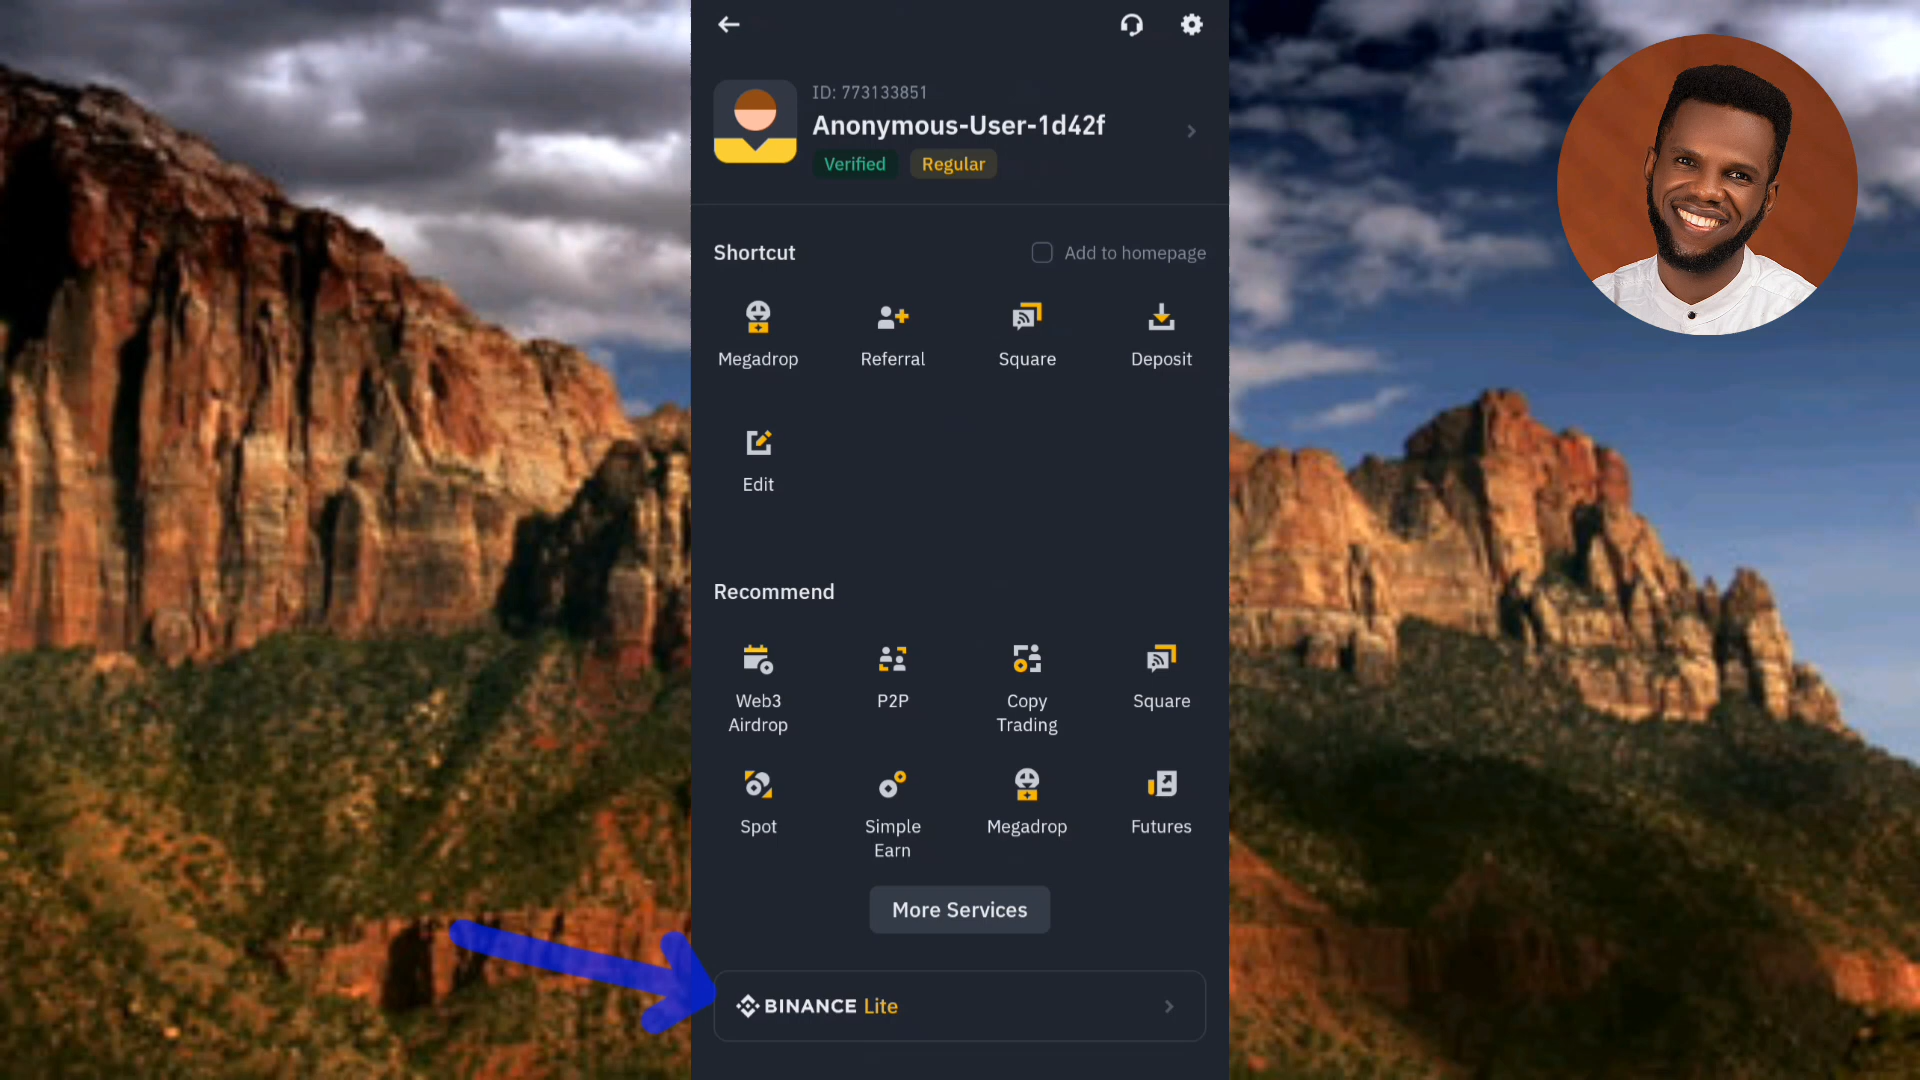 ID: 773133851
Anonymous-User-1d42f
Verified Regular
Shortcut Add to homepage
Megadrop Referral Square Deposit
Edit
Recommend
Web3 Airdrop P2P Copy Trading Square
Spot Simple Earn Megadrop Futures
More Services
BINANCE Lite